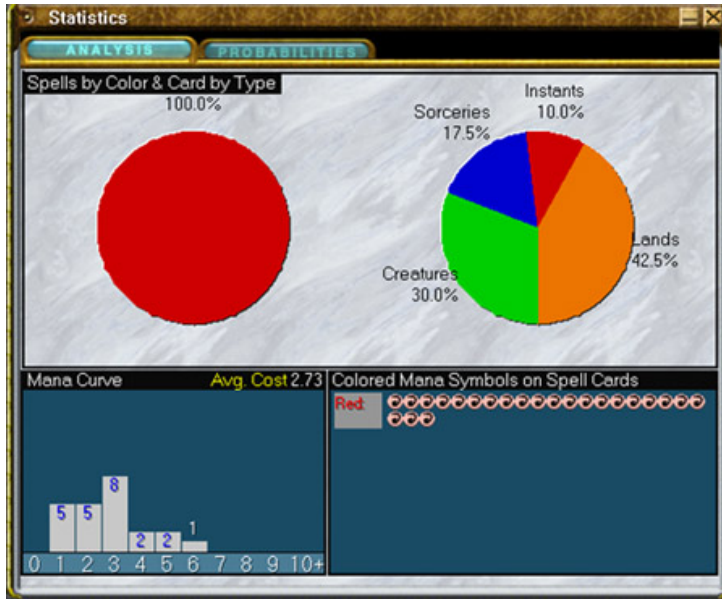 Statistics
ANALYSIS
PROBABILITIES
Spells by Color & Card by Type
100.0%
Instants
10.0%
Sorceries
17.5%
Lands
42.5%
Creatures
30.0%
Mana Curve Avg. Cost 2.73
5 5 8 2 2 1
0 1 2 3 4 5 6 7 8 9 10+
Colored Mana Symbols on Spell Cards
Red: